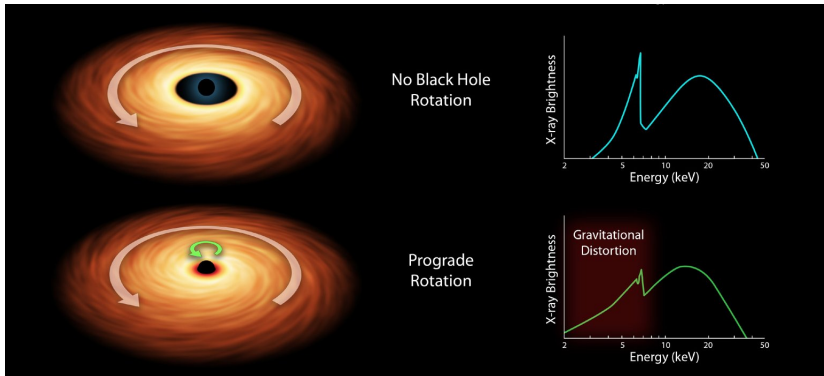 No Black Hole
Rotation
X-ray Brightness
2 5 10 20 50
Energy (keV)
Prograde
Rotation
Gravitational
Distortion
X-ray Brightness
2 5 10 20 50
Energy (keV)